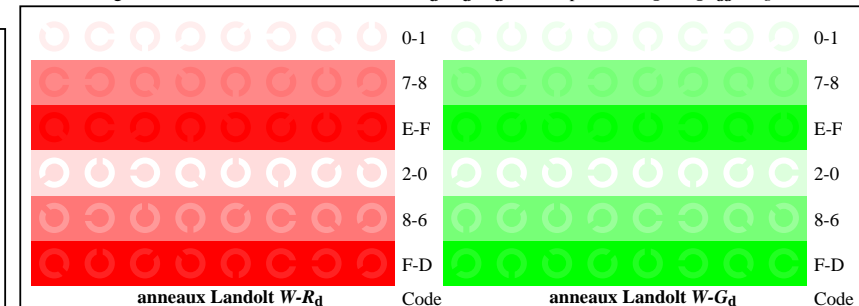 0-1 0-1
7-8 7-8
E-F E-F
2-0 2-0
8-6 8-6
F-D F-D
anneaux Landolt W-Rd Code anneaux Landolt W-Gd Code